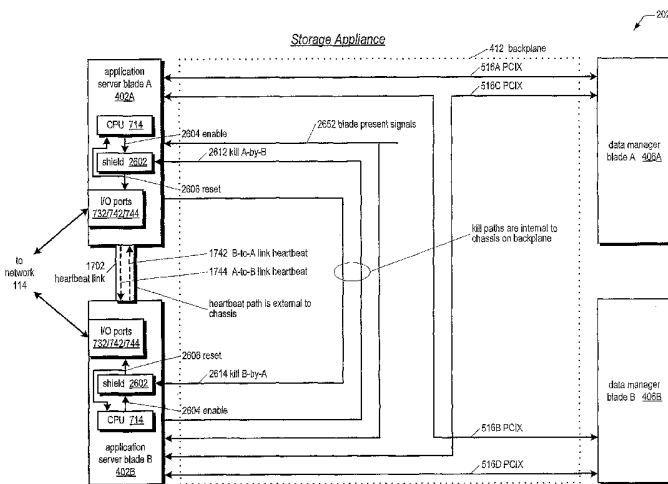 202
Storage Appliance
412 backplane
application
server blade A
402A
516A PCIX
516C PCIX
CPU 714
2604 enable
2652 blade present signals
shield 2602
2612 kill A-by-B
data manager
blade A 406A
2606 reset
I/O ports
732/742/744
kill paths are internal to
chassis on backplane
to
network
114
1702
heartbeat link
1742 B-to-A link heartbeat
1744 A-to-B link heartbeat
heartbeat path is external to
chassis
I/O ports
732/742/744
2608 reset
shield 2602
2614 kill B-by-A
data manager
blade B 406B
2604 enable
CPU 714
516B PCIX
application
server blade B
402B
516D PCIX